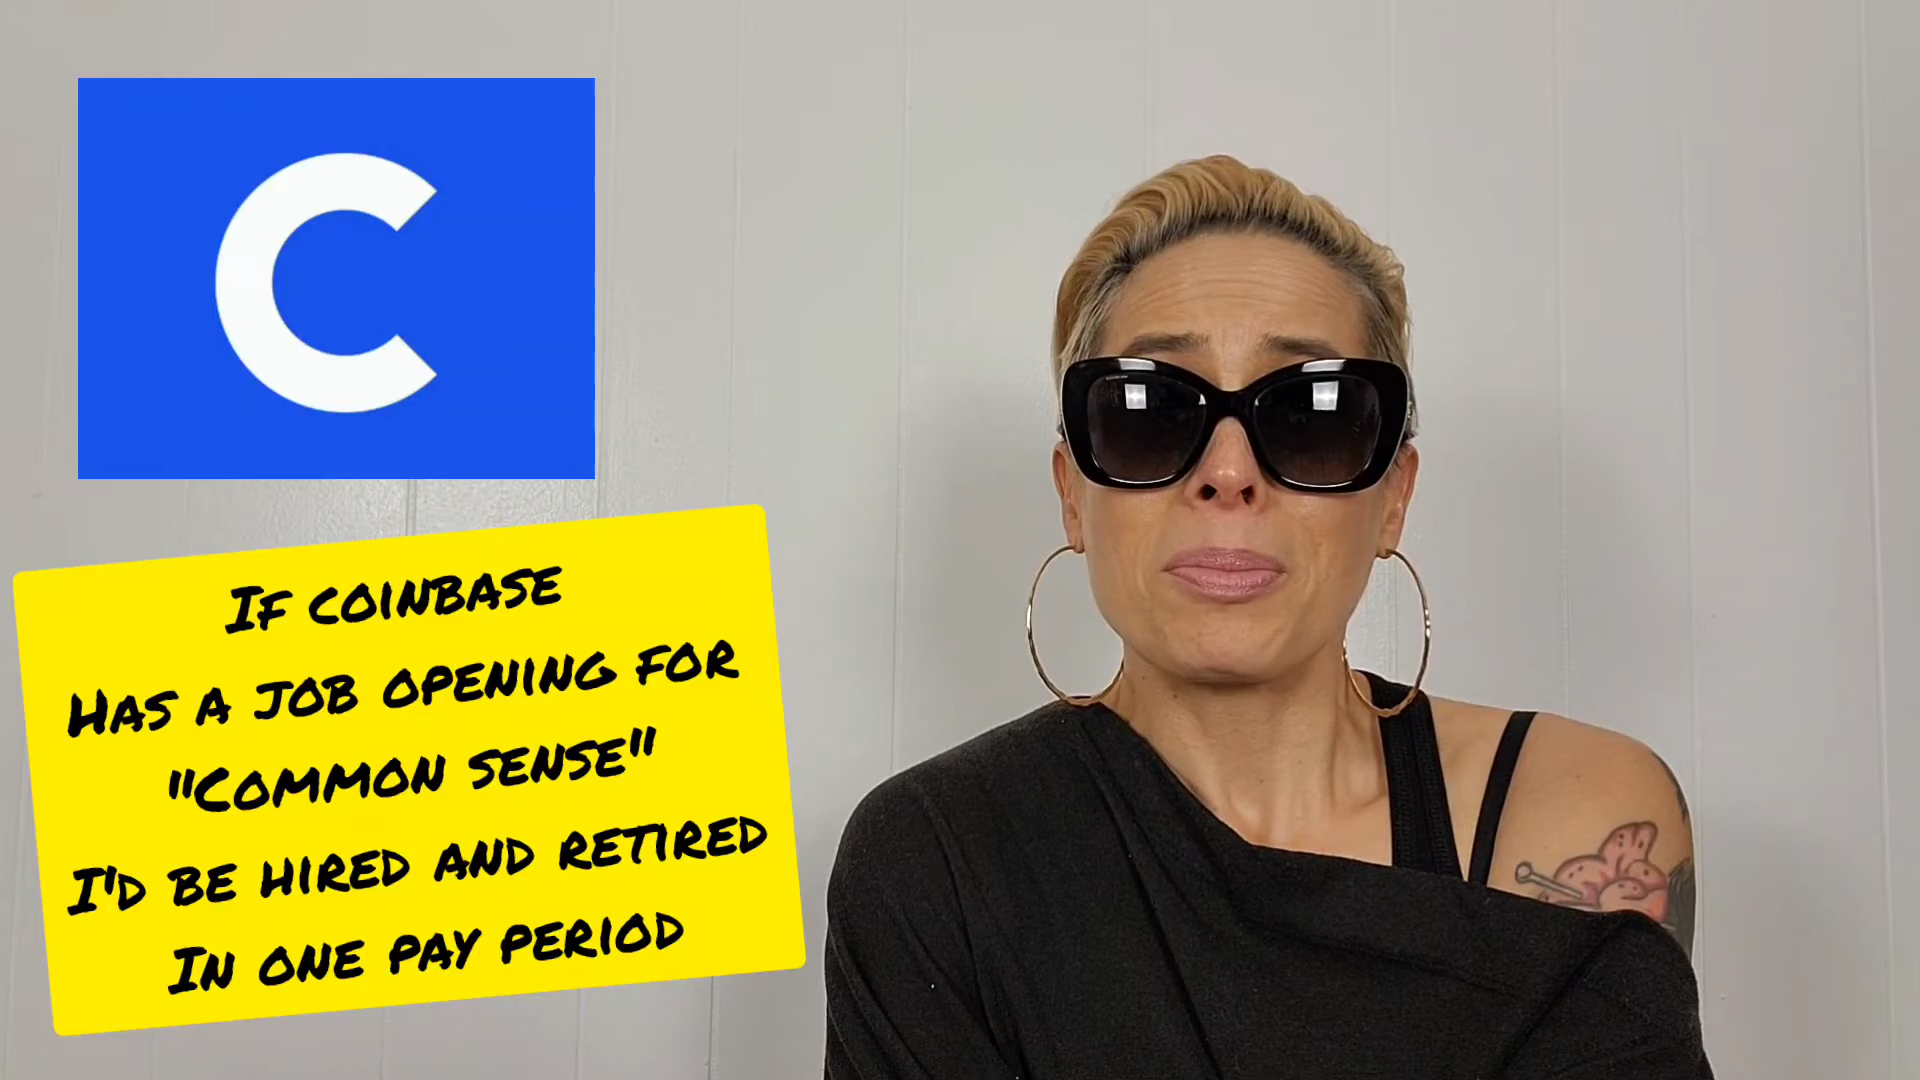 C
If coinbase
Has a job opening for
"Common sense"
I'd be hired and retired
In one pay period